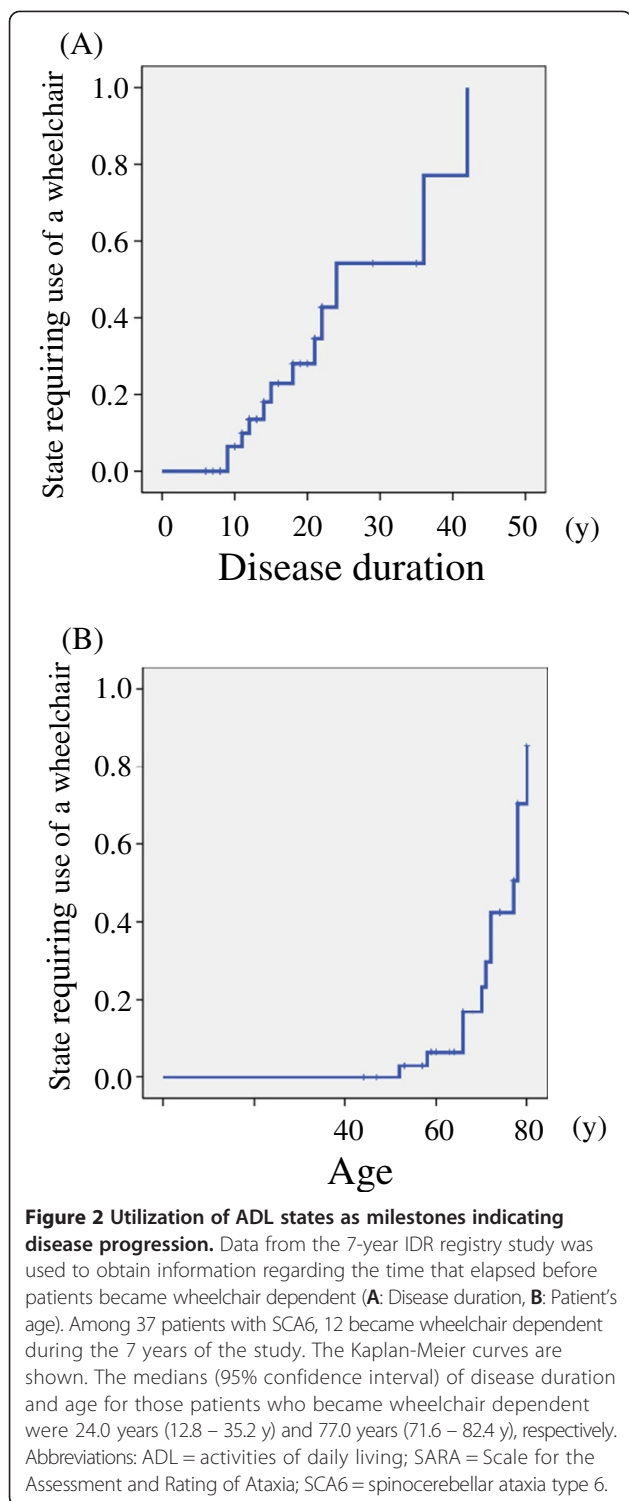 (A)
State requiring use of a wheelchair
1.0
0.8
0.6
0.4
0.2
0.0
0 10 20 30 40 50 (y)
Disease duration
(B)
State requiring use of a wheelchair
1.0
0.8
0.6
0.4
0.2
0.0
40 60 80 (y)
Age
Figure 2 Utilization of ADL states as milestones indicating
disease progression. Data from the 7-year IDR registry study was
used to obtain information regarding the time that elapsed before
patients became wheelchair dependent (A: Disease duration, B: Patient's
age). Among 37 patients with SCA6, 12 became wheelchair dependent
during the 7 years of the study. The Kaplan-Meier curves are
shown. The medians (95% confidence interval) of disease duration
and age for those patients who became wheelchair dependent
were 24.0 years (12.8 – 35.2 y) and 77.0 years (71.6 – 82.4 y), respectively.
Abbreviations: ADL = activities of daily living; SARA = Scale for the
Assessment and Rating of Ataxia; SCA6 = spinocerebellar ataxia type 6.